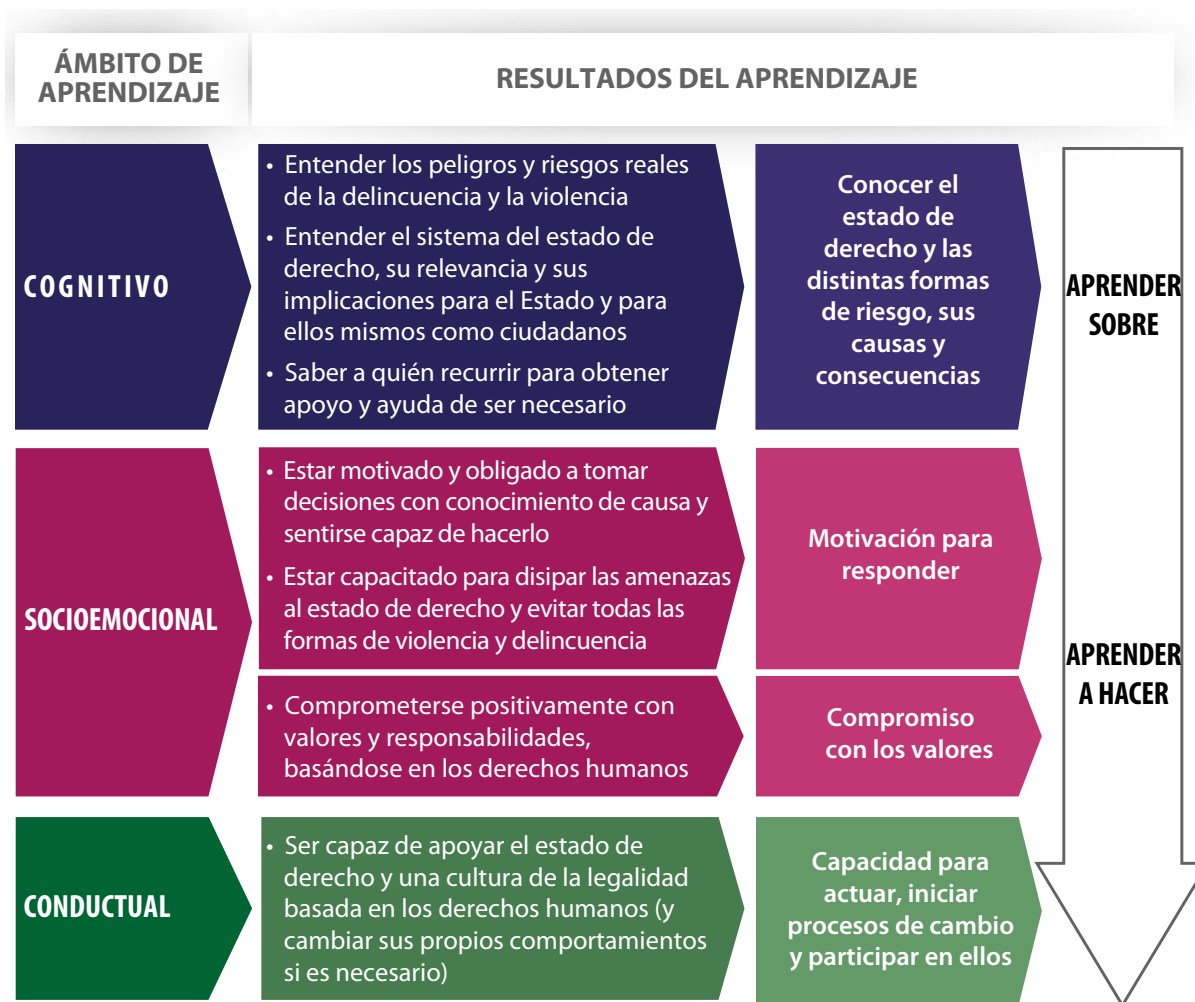 ÁMBITO DE
APRENDIZAJE
RESULTADOS DEL APRENDIZAJE
COGNITIVO
• Entender los peligros y riesgos reales
de la delincuencia y la violencia
• Entender el sistema del estado de
derecho, su relevancia y sus
implicaciones para el Estado y para
ellos mismos como ciudadanos
• Saber a quién recurrir para obtener
apoyo y ayuda de ser necesario
Conocer el
estado de
derecho y las
distintas formas
de riesgo, sus
causas y
consecuencias
APRENDER
SOBRE
SOCIOEMOCIONAL
• Estar motivado y obligado a tomar
decisiones con conocimiento de causa y
sentirse capaz de hacerlo
• Estar capacitado para disipar las amenazas
al estado de derecho y evitar todas las
formas de violencia y delincuencia
Motivación para
responder
• Comprometerse positivamente con
valores y responsabilidades,
basándose en los derechos humanos
Compromiso
con los valores
APRENDER
A HACER
CONDUCTUAL
• Ser capaz de apoyar el estado de
derecho y una cultura de la legalidad
basada en los derechos humanos (y
cambiar sus propios comportamientos
si es necesario)
Capacidad para
actuar, iniciar
procesos de cambio
y participar en ellos